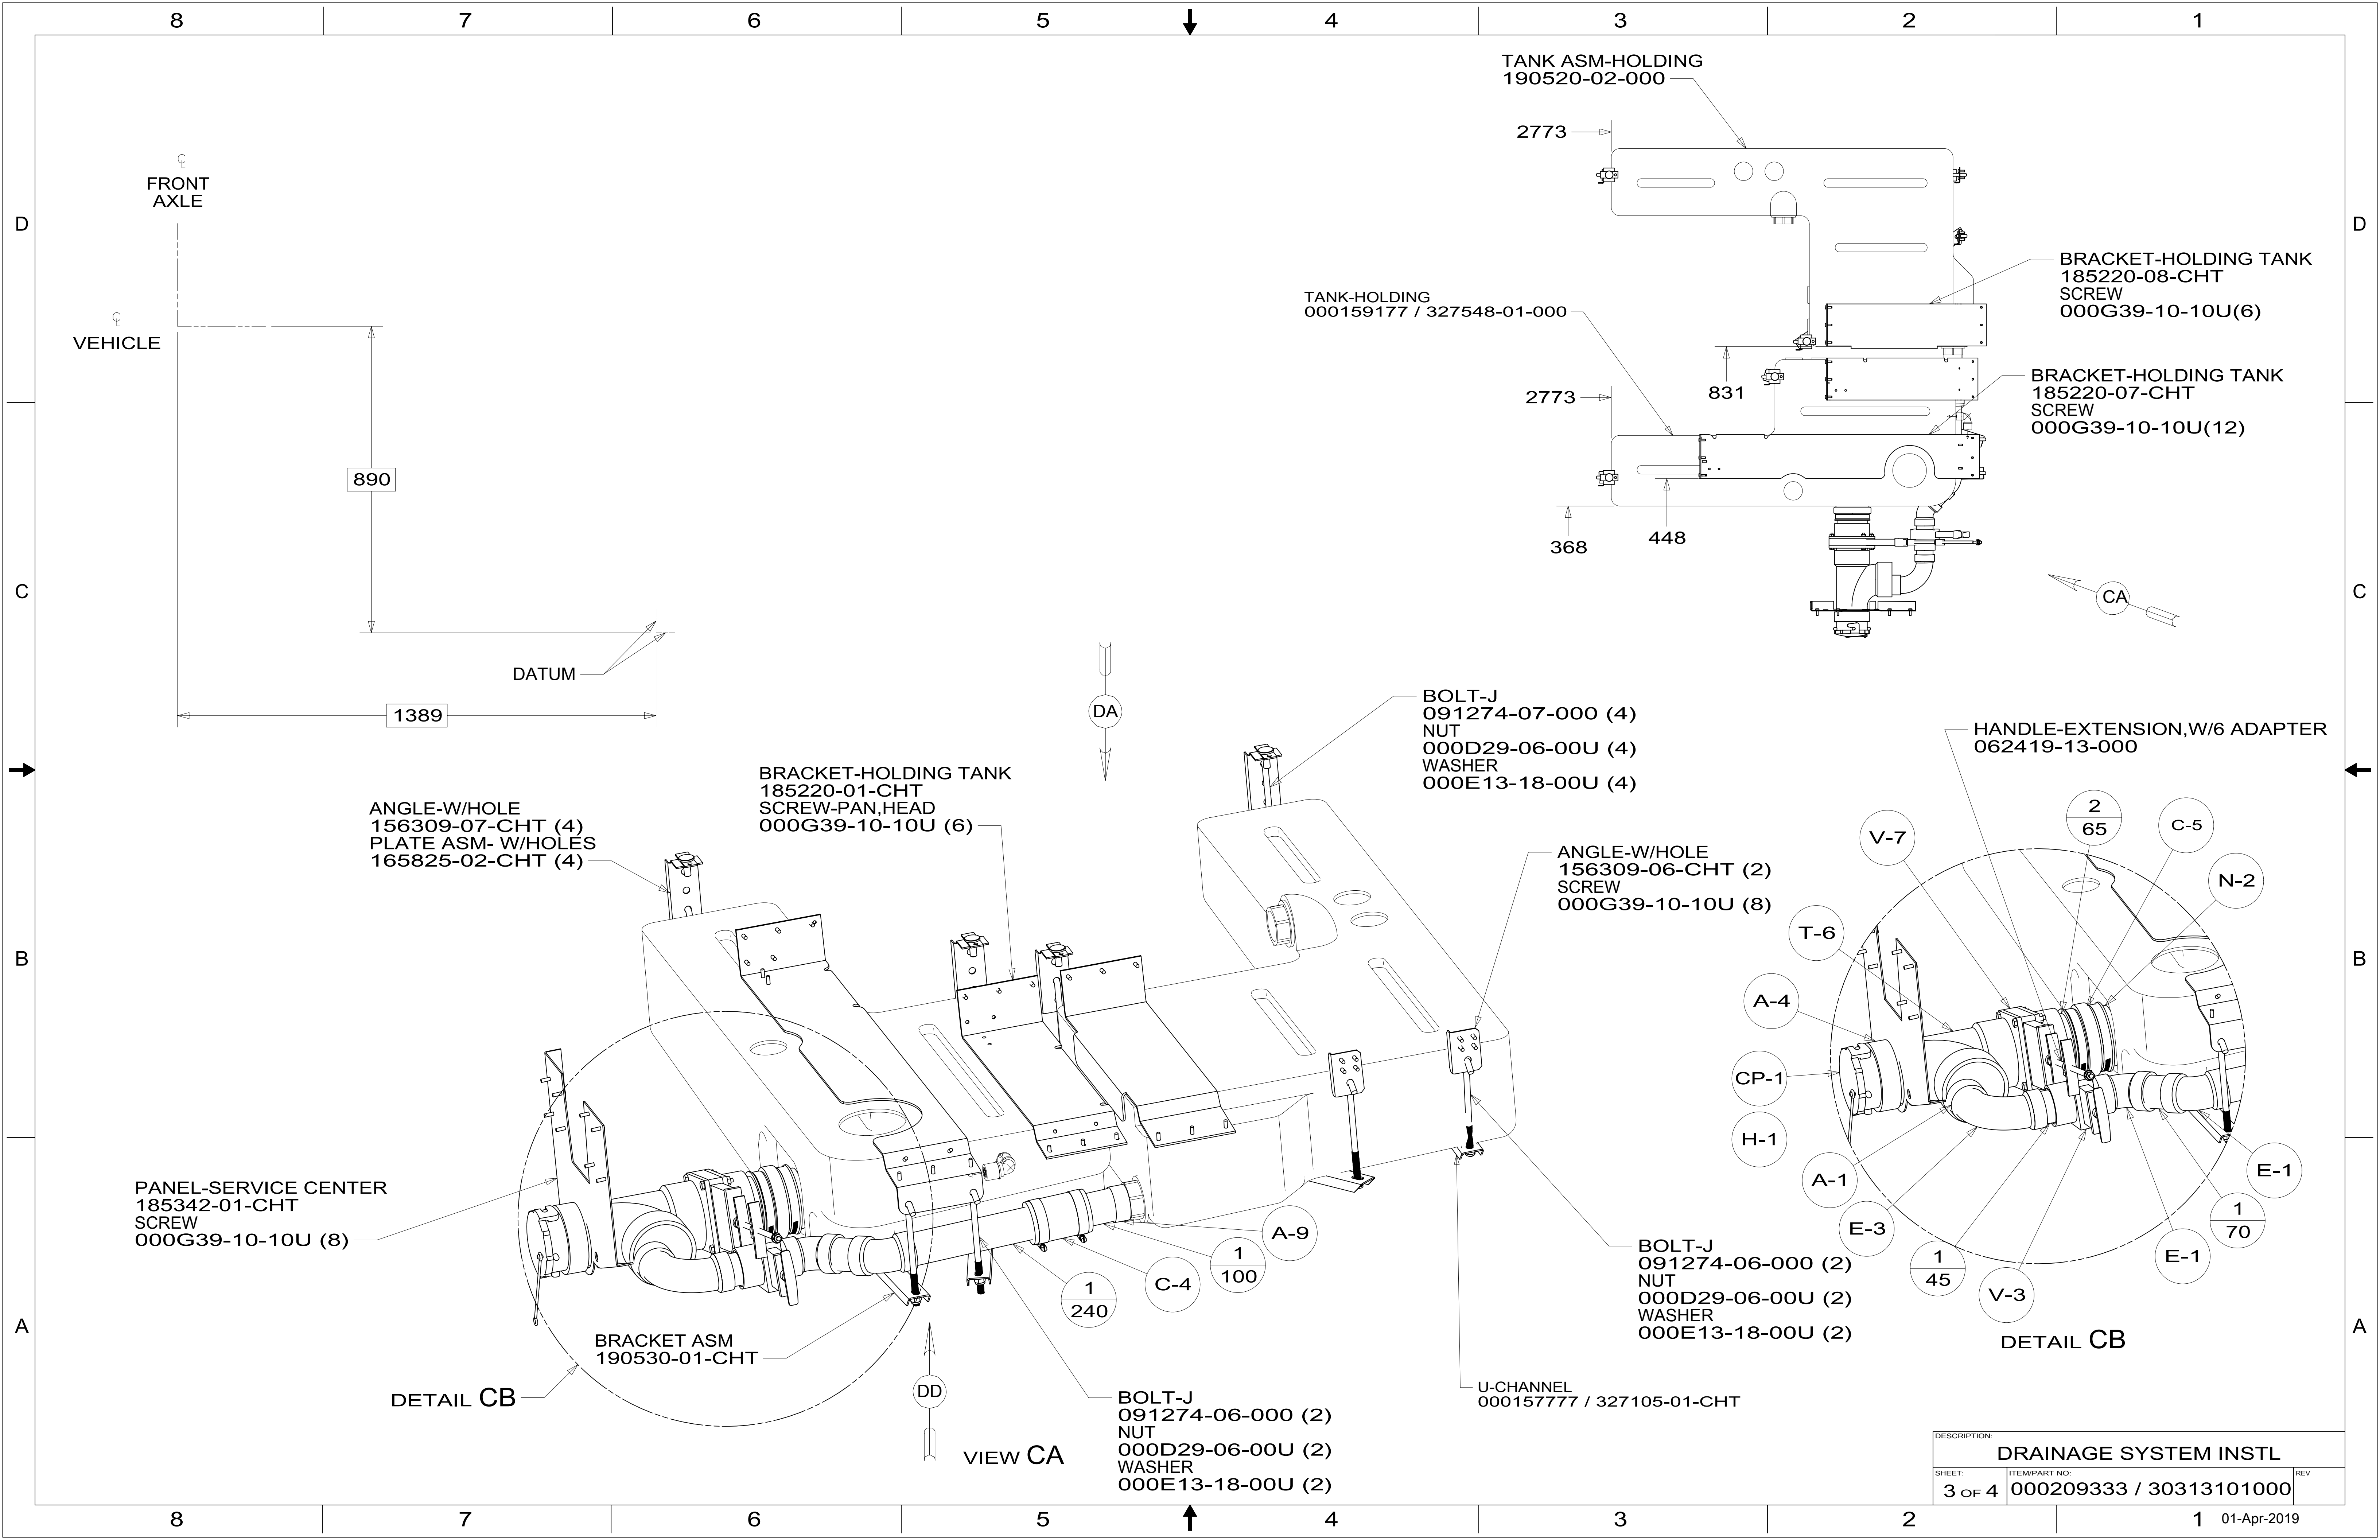 8 7 6 5 4 3 2 1
TANK ASM-HOLDING
190520-02-000
2773
℄
FRONT
AXLE
℄
VEHICLE
D
D
BRACKET-HOLDING TANK
185220-08-CHT
SCREW
000G39-10-10U(6)
TANK-HOLDING
000159177 / 327548-01-000
831
2773
BRACKET-HOLDING TANK
185220-07-CHT
SCREW
000G39-10-10U(12)
890
368
448
C
C
CA
DATUM
1389
DA
BOLT-J
091274-07-000 (4)
NUT
000D29-06-00U (4)
WASHER
000E13-18-00U (4)
HANDLE-EXTENSION,W/6 ADAPTER
062419-13-000
BRACKET-HOLDING TANK
185220-01-CHT
SCREW-PAN,HEAD
000G39-10-10U (6)
ANGLE-W/HOLE
156309-07-CHT (4)
PLATE ASM- W/HOLES
165825-02-CHT (4)
ANGLE-W/HOLE
156309-06-CHT (2)
SCREW
000G39-10-10U (8)
2
65
C-5
V-7
N-2
T-6
B
B
A-4
CP-1
H-1
A-1
E-3
1
45
V-3
E-1
1
70
E-1
DETAIL CB
PANEL-SERVICE CENTER
185342-01-CHT
SCREW
000G39-10-10U (8)
A-9
1
100
C-4
1
240
BOLT-J
091274-06-000 (2)
NUT
000D29-06-00U (2)
WASHER
000E13-18-00U (2)
A
A
BRACKET ASM
190530-01-CHT
DETAIL CB
DD
VIEW CA
BOLT-J
091274-06-000 (2)
NUT
000D29-06-00U (2)
WASHER
000E13-18-00U (2)
U-CHANNEL
000157777 / 327105-01-CHT
DESCRIPTION:
DRAINAGE SYSTEM INSTL
SHEET:
3 OF 4
ITEM/PART NO:
000209333 / 30313101000
REV
8 7 6 5 4 3 2 1
01-Apr-2019